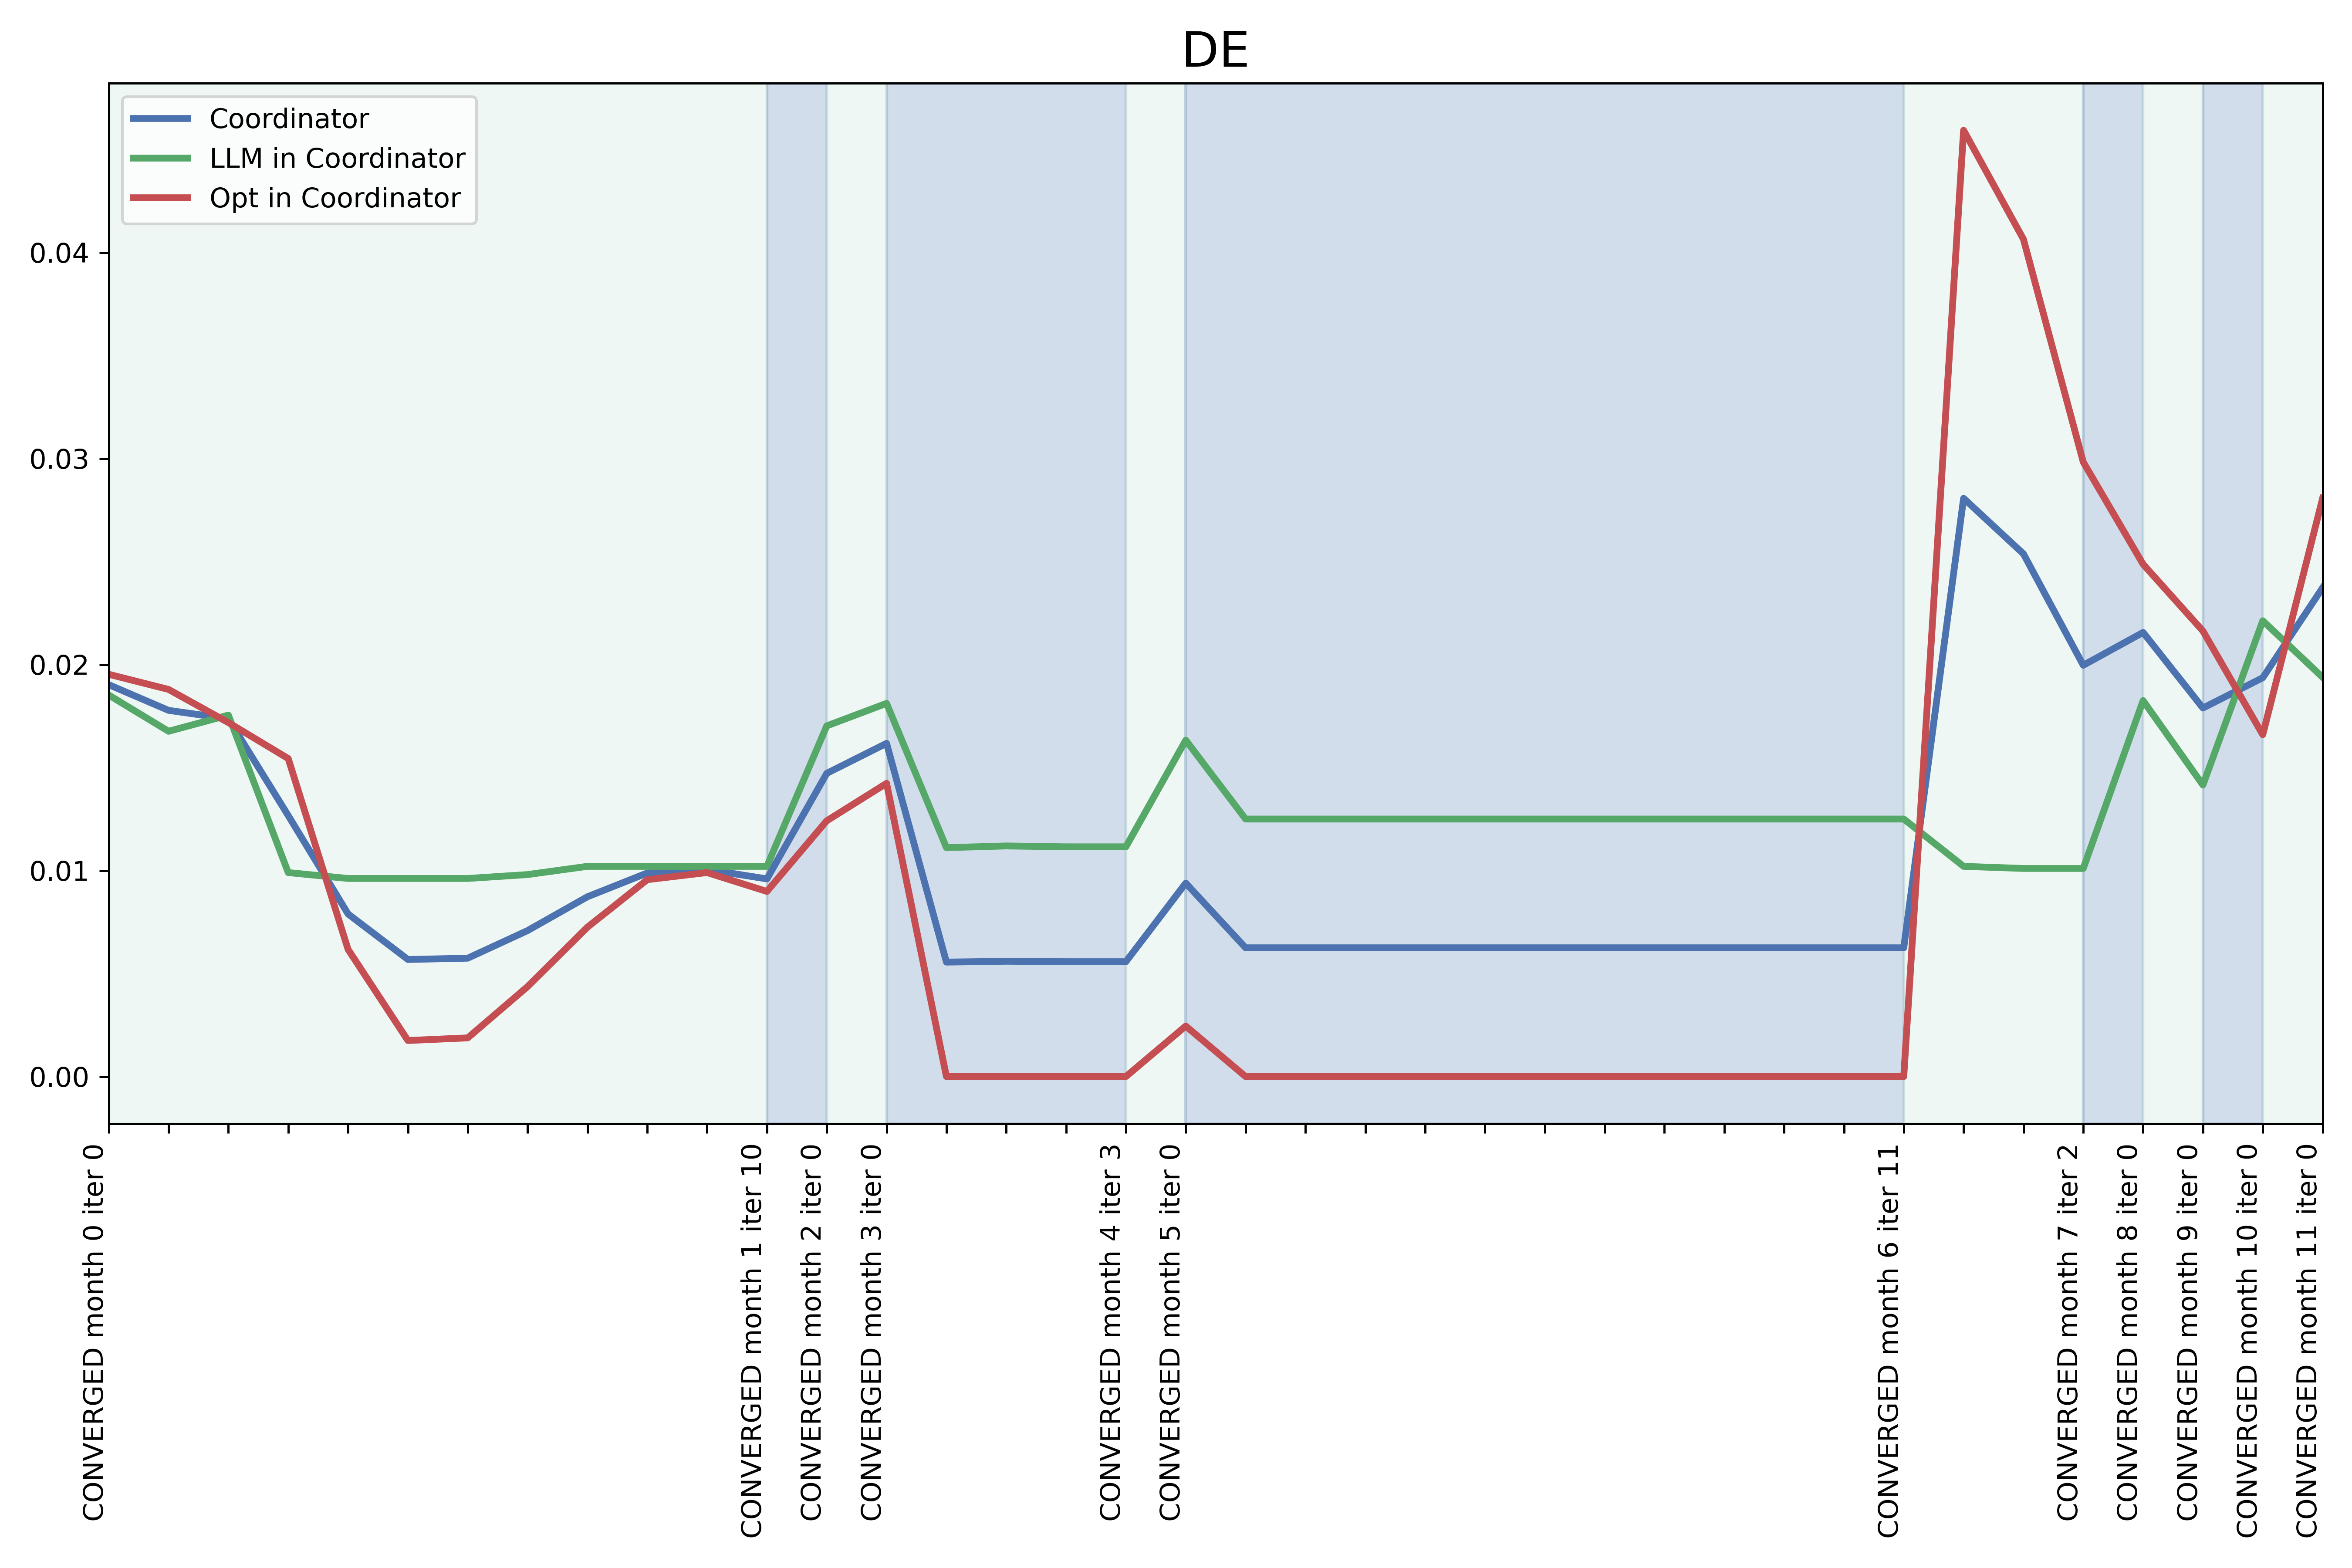 DE
Coordinator
LLM in Coordinator
Opt in Coordinator
0.04
0.03
0.02
0.01
0.00
CONVERGED month 0 iter 0
CONVERGED month 1 iter 10
CONVERGED month 2 iter 0
CONVERGED month 3 iter 0
CONVERGED month 4 iter 3
CONVERGED month 5 iter 0
CONVERGED month 6 iter 11
CONVERGED month 7 iter 2
CONVERGED month 8 iter 0
CONVERGED month 9 iter 0
CONVERGED month 10 iter 0
CONVERGED month 11 iter 0